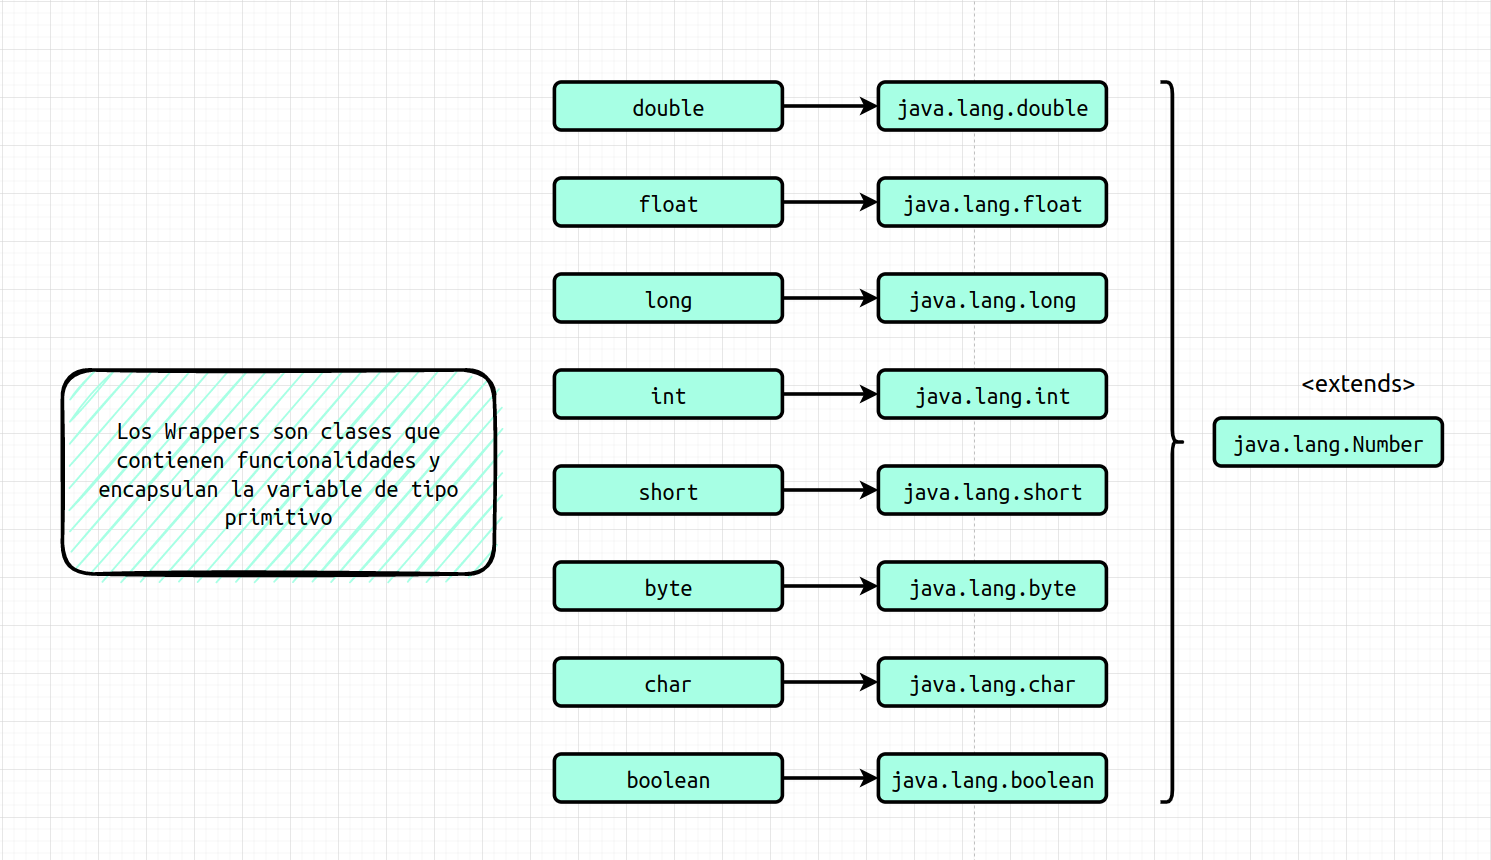 Los Wrappers son clases que
contienen funcionalidades y
encapsulan la variable de tipo
primitivo
double
java.lang.double
float
java.lang.float
long
java.lang.long
int
java.lang.int
short
java.lang.short
byte
java.lang.byte
char
java.lang.char
boolean
java.lang.boolean
<extends>
java.lang.Number